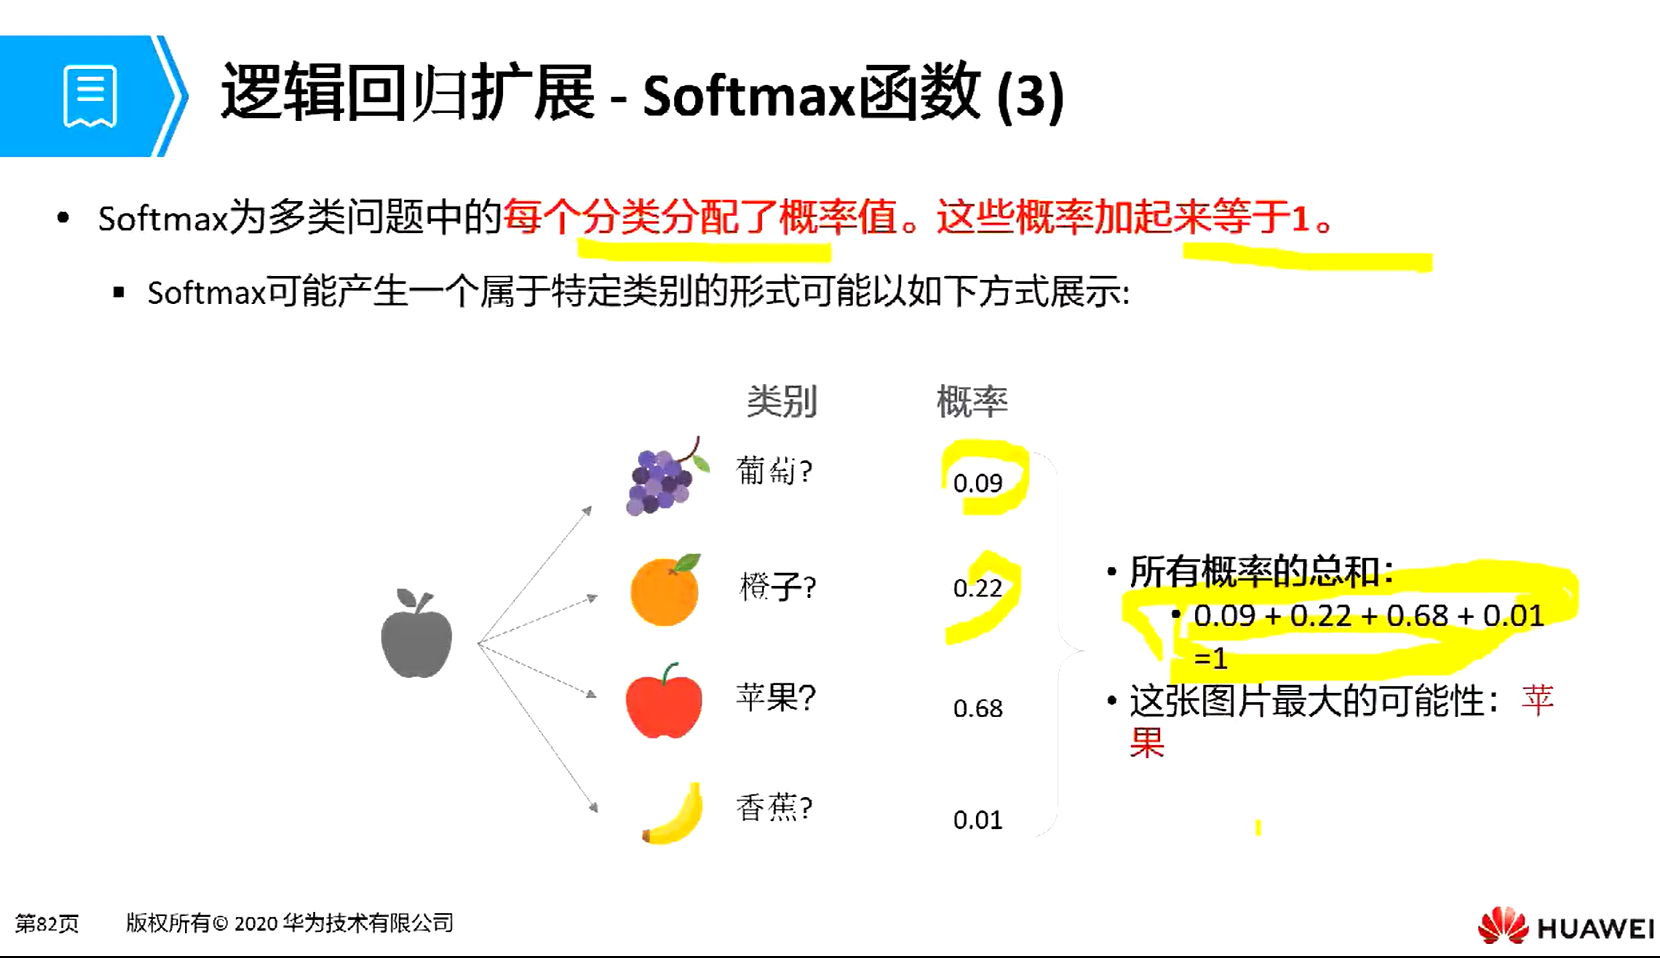 逻辑回归扩展 - Softmax函数 (3)
• Softmax为多类问题中的每个分类分配了概率值。这些概率加起来等于1。
▪ Softmax可能产生一个属于特定类别的形式可能以如下方式展示:
类别 概率
葡萄? 0.09
橙子? 0.22
苹果? 0.68
香蕉? 0.01
• 所有概率的总和:
• 0.09 + 0.22 + 0.68 + 0.01
=1
• 这张图片最大的可能性：苹
果
第82页 版权所有© 2020 华为技术有限公司
HUAWEI